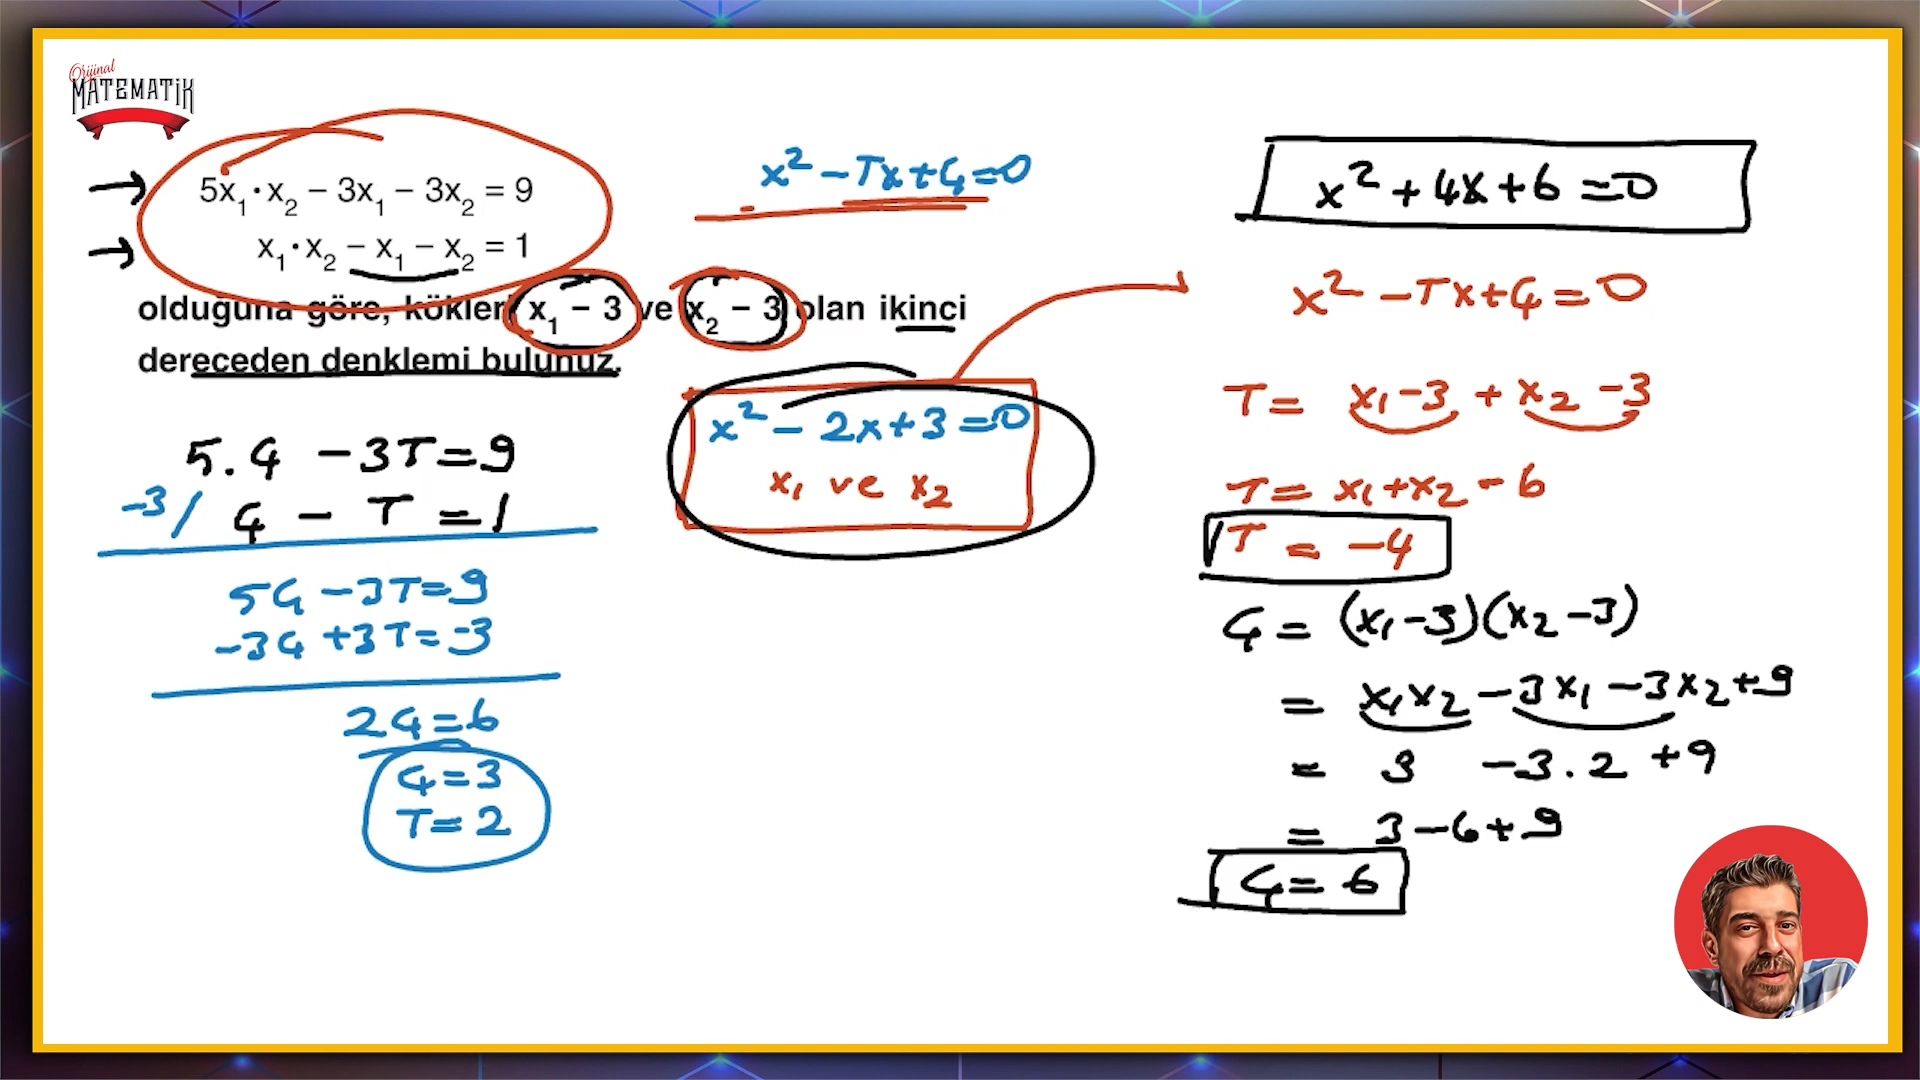 Orijinal
MATEMATİK
5x₁·x₂ − 3x₁ − 3x₂ = 9
x₁·x₂ − x₁ − x₂ = 1
olduğuna göre, kökleri x₁ − 3 ve x₂ − 3 olan ikinci
dereceden denklemi bulunuz.
5.Ç − 3T = 9
-3/ Ç − T = 1
5Ç − 3T = 9
-3Ç + 3T = -3
2Ç = 6
Ç = 3
T = 2
x² − Tx + Ç = 0
x² − 2x + 3 = 0
x₁ ve x₂
x² + 4x + 6 = 0
x² − Tx + Ç = 0
T = x₁ − 3 + x₂ − 3
T = x₁ + x₂ − 6
T = −4
Ç = (x₁ − 3)(x₂ − 3)
= x₁x₂ − 3x₁ − 3x₂ + 9
= 3 − 3.2 + 9
= 3 − 6 + 9
Ç = 6